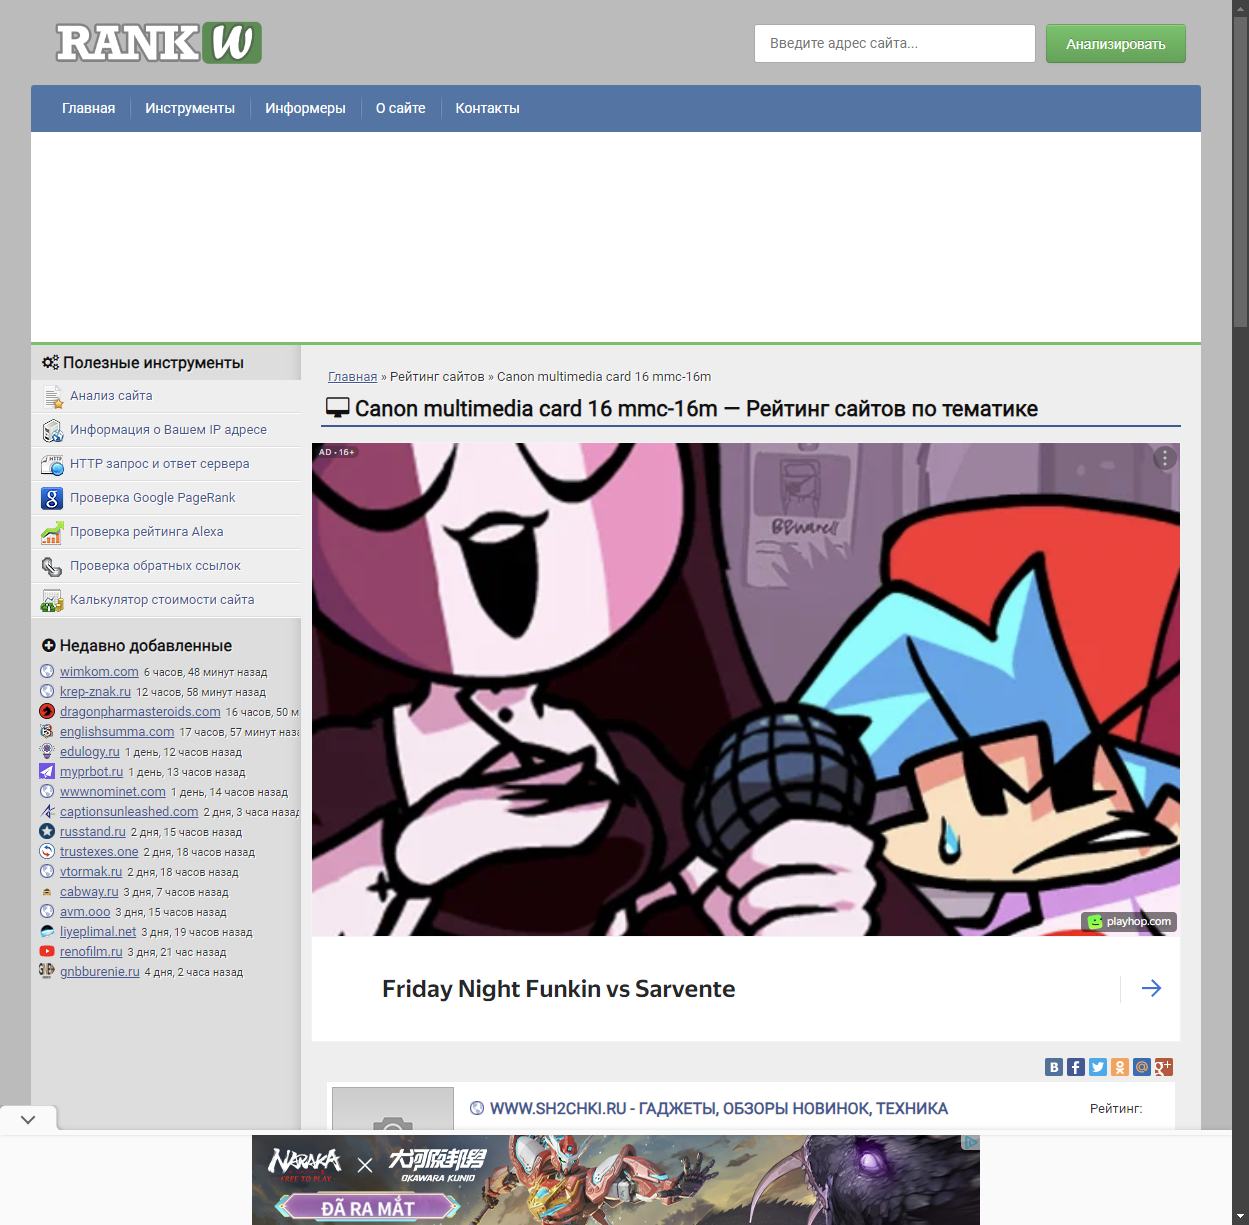 RANK W
Введите адрес сайта...
Анализировать
Главная
Инструменты
Информеры
О сайте
Контакты
Полезные инструменты
Анализ сайта
Информация о Вашем IP адресе
HTTP запрос и ответ сервера
Проверка Google PageRank
Проверка рейтинга Alexa
Проверка обратных ссылок
Калькулятор стоимости сайта
Недавно добавленные
wimkom.com 6 часов, 48 минут назад
krep-znak.ru 12 часов, 58 минут назад
dragonpharmasteroids.com 16 часов, 50 м
englishsumma.com 17 часов, 57 минут наза
edulogy.ru 1 день, 12 часов назад
myprbot.ru 1 день, 13 часов назад
wwwnominet.com 1 день, 14 часов назад
captionsunleashed.com 2 дня, 3 часа назад
russtand.ru 2 дня, 15 часов назад
trustexes.one 2 дня, 18 часов назад
vtormak.ru 2 дня, 18 часов назад
cabway.ru 3 дня, 7 часов назад
avm.ooo 3 дня, 15 часов назад
liyeplimal.net 3 дня, 19 часов назад
renofilm.ru 3 дня, 21 час назад
gnbburenie.ru 4 дня, 2 часа назад
Главная » Рейтинг сайтов » Canon multimedia card 16 mmc-16m
Canon multimedia card 16 mmc-16m — Рейтинг сайтов по тематике
AD • 16+
playhop.com
Friday Night Funkin vs Sarvente
WWW.SH2CHKI.RU - ГАДЖЕТЫ, ОБЗОРЫ НОВИНОК, ТЕХНИКА
Рейтинг:
NARAKA
FREE TO PLAY
大河原邦男
OKAWARA KUNIO
ĐÃ RA MẮT